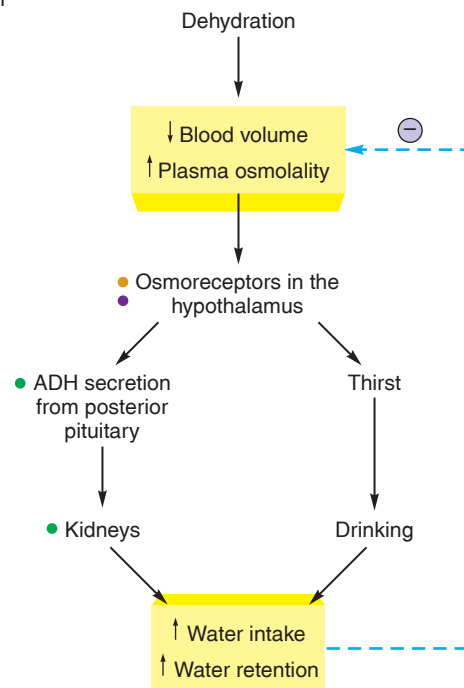 Dehydration
↓ Blood volume
↑ Plasma osmolality
−
Osmoreceptors in the
hypothalamus
ADH secretion
from posterior
pituitary
Thirst
Kidneys
Drinking
↑ Water intake
↑ Water retention